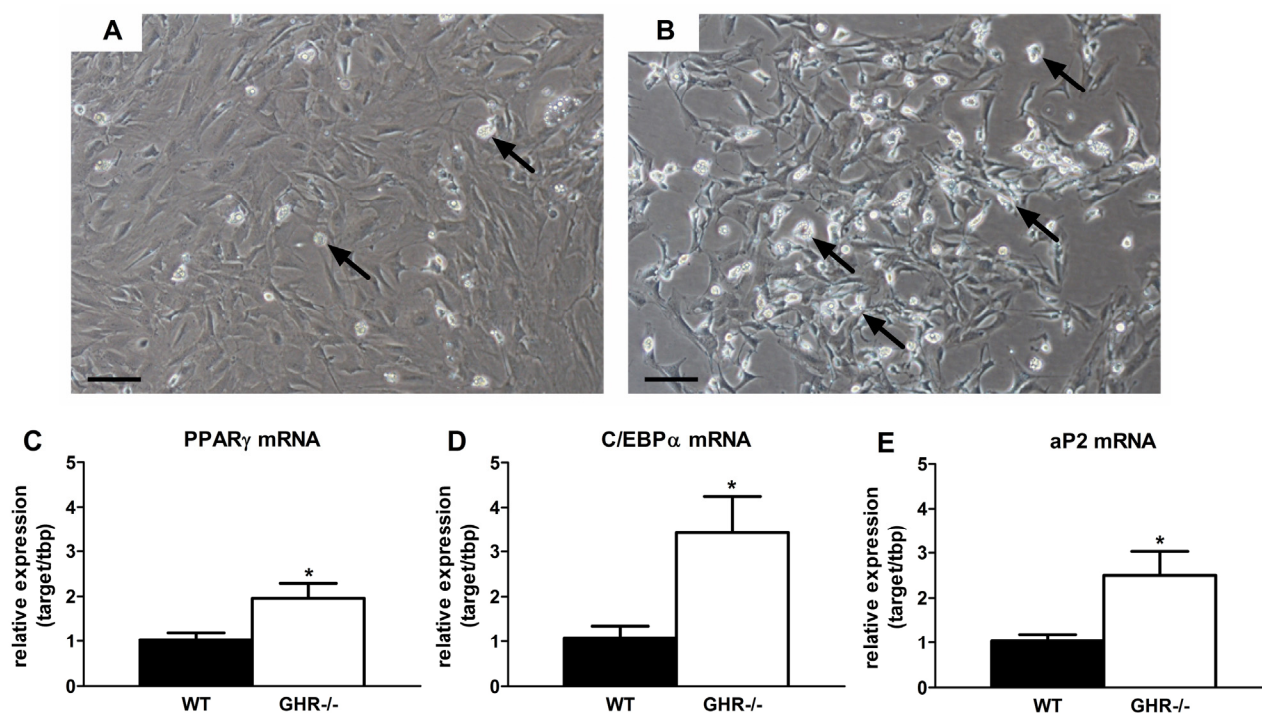 A
B
C
PPARγ mRNA
relative expression
(target/tbp)
5
4
3
2
1
0
WT
GHR-/-
*
D
C/EBPα mRNA
relative expression
(target/tbp)
5
4
3
2
1
0
WT
GHR-/-
*
E
aP2 mRNA
relative expression
(target/tbp)
5
4
3
2
1
0
WT
GHR-/-
*